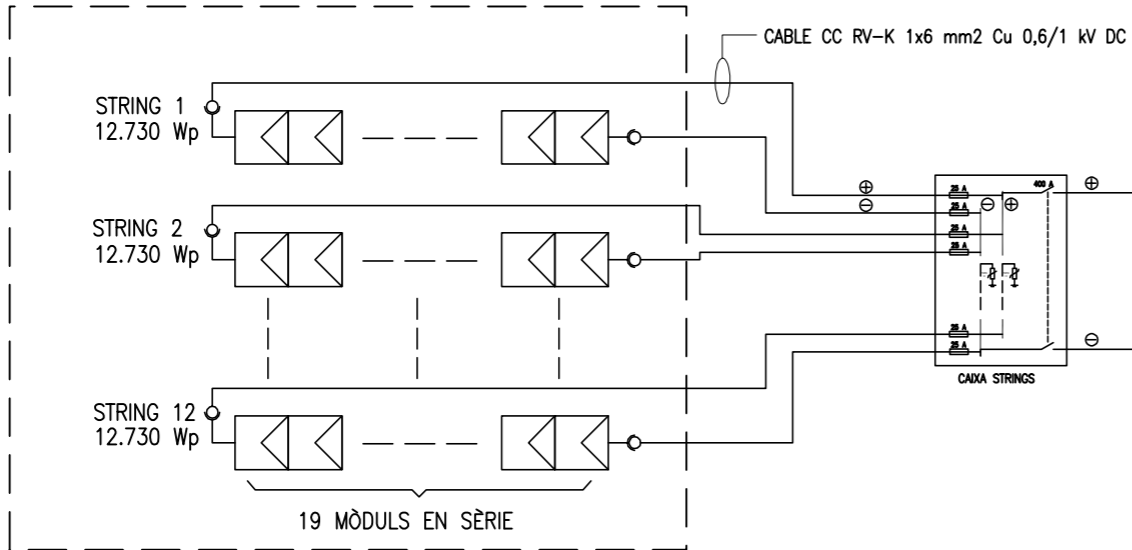 CABLE CC RV-K 1x6 mm2 Cu 0,6/1 kV DC
STRING 1
12.730 Wp
STRING 2
12.730 Wp
STRING 12
12.730 Wp
19 MÒDULS EN SÈRIE
25 A
25 A
25 A
25 A
25 A
25 A
400 A
CAIXA STRINGS